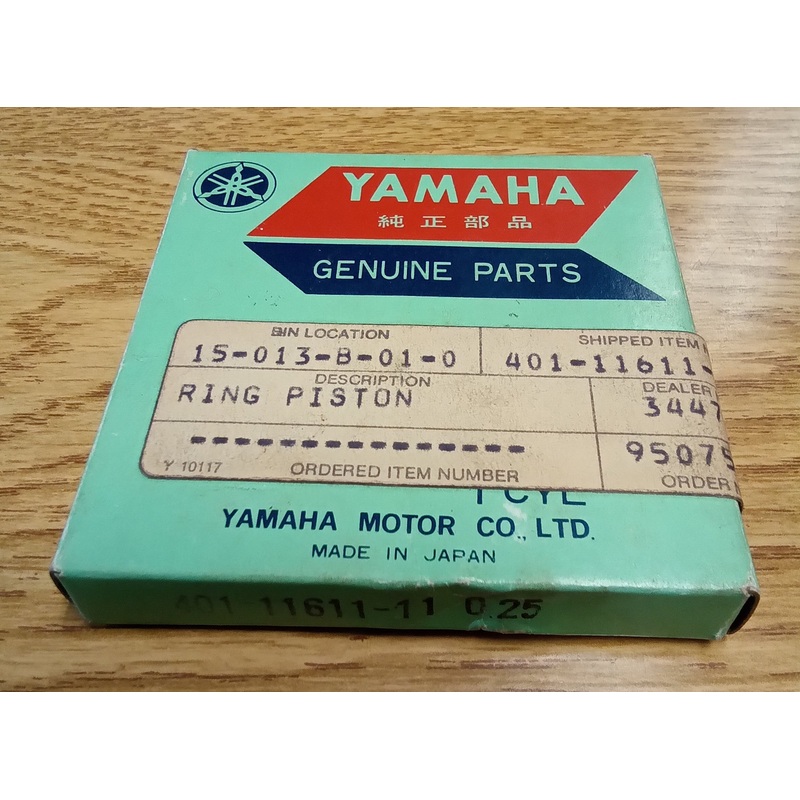 YAMAHA
純正部品
GENUINE PARTS
BIN LOCATION
SHIPPED ITEM
15-013-B-01-0
401-11611-
DESCRIPTION
DEALER
RING PISTON
3447
---------------
95075
Y 10117
ORDERED ITEM NUMBER
ORDER
1 CYL
YAMAHA MOTOR CO., LTD.
MADE IN JAPAN
401-11611-11 0.25